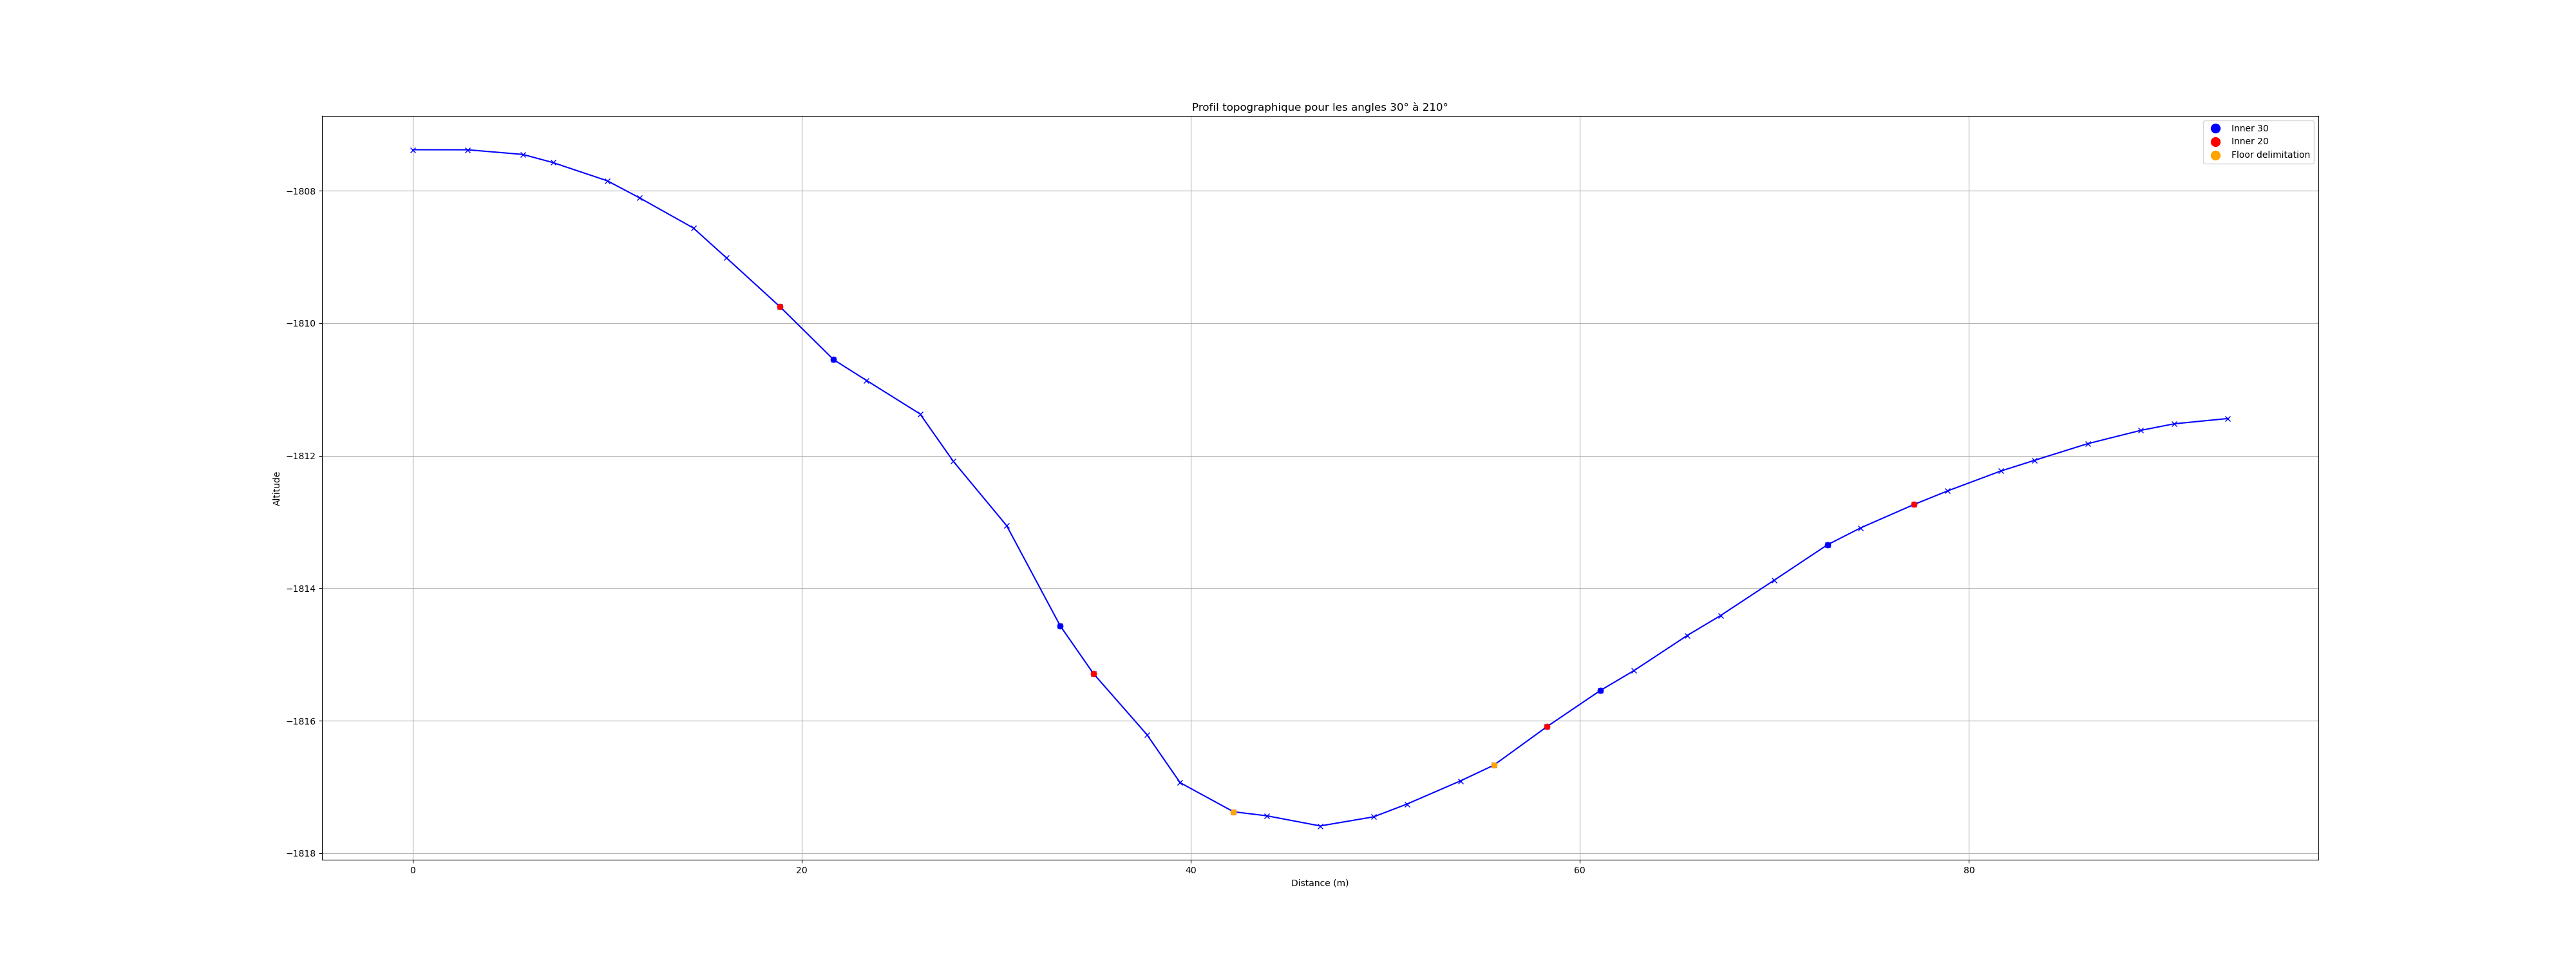 Profil topographique pour les angles 30° à 210°
Inner 30
Inner 20
Floor delimitation
−1808
−1810
−1812
−1814
−1816
−1818
Altitude
0 20 40 60 80
Distance (m)